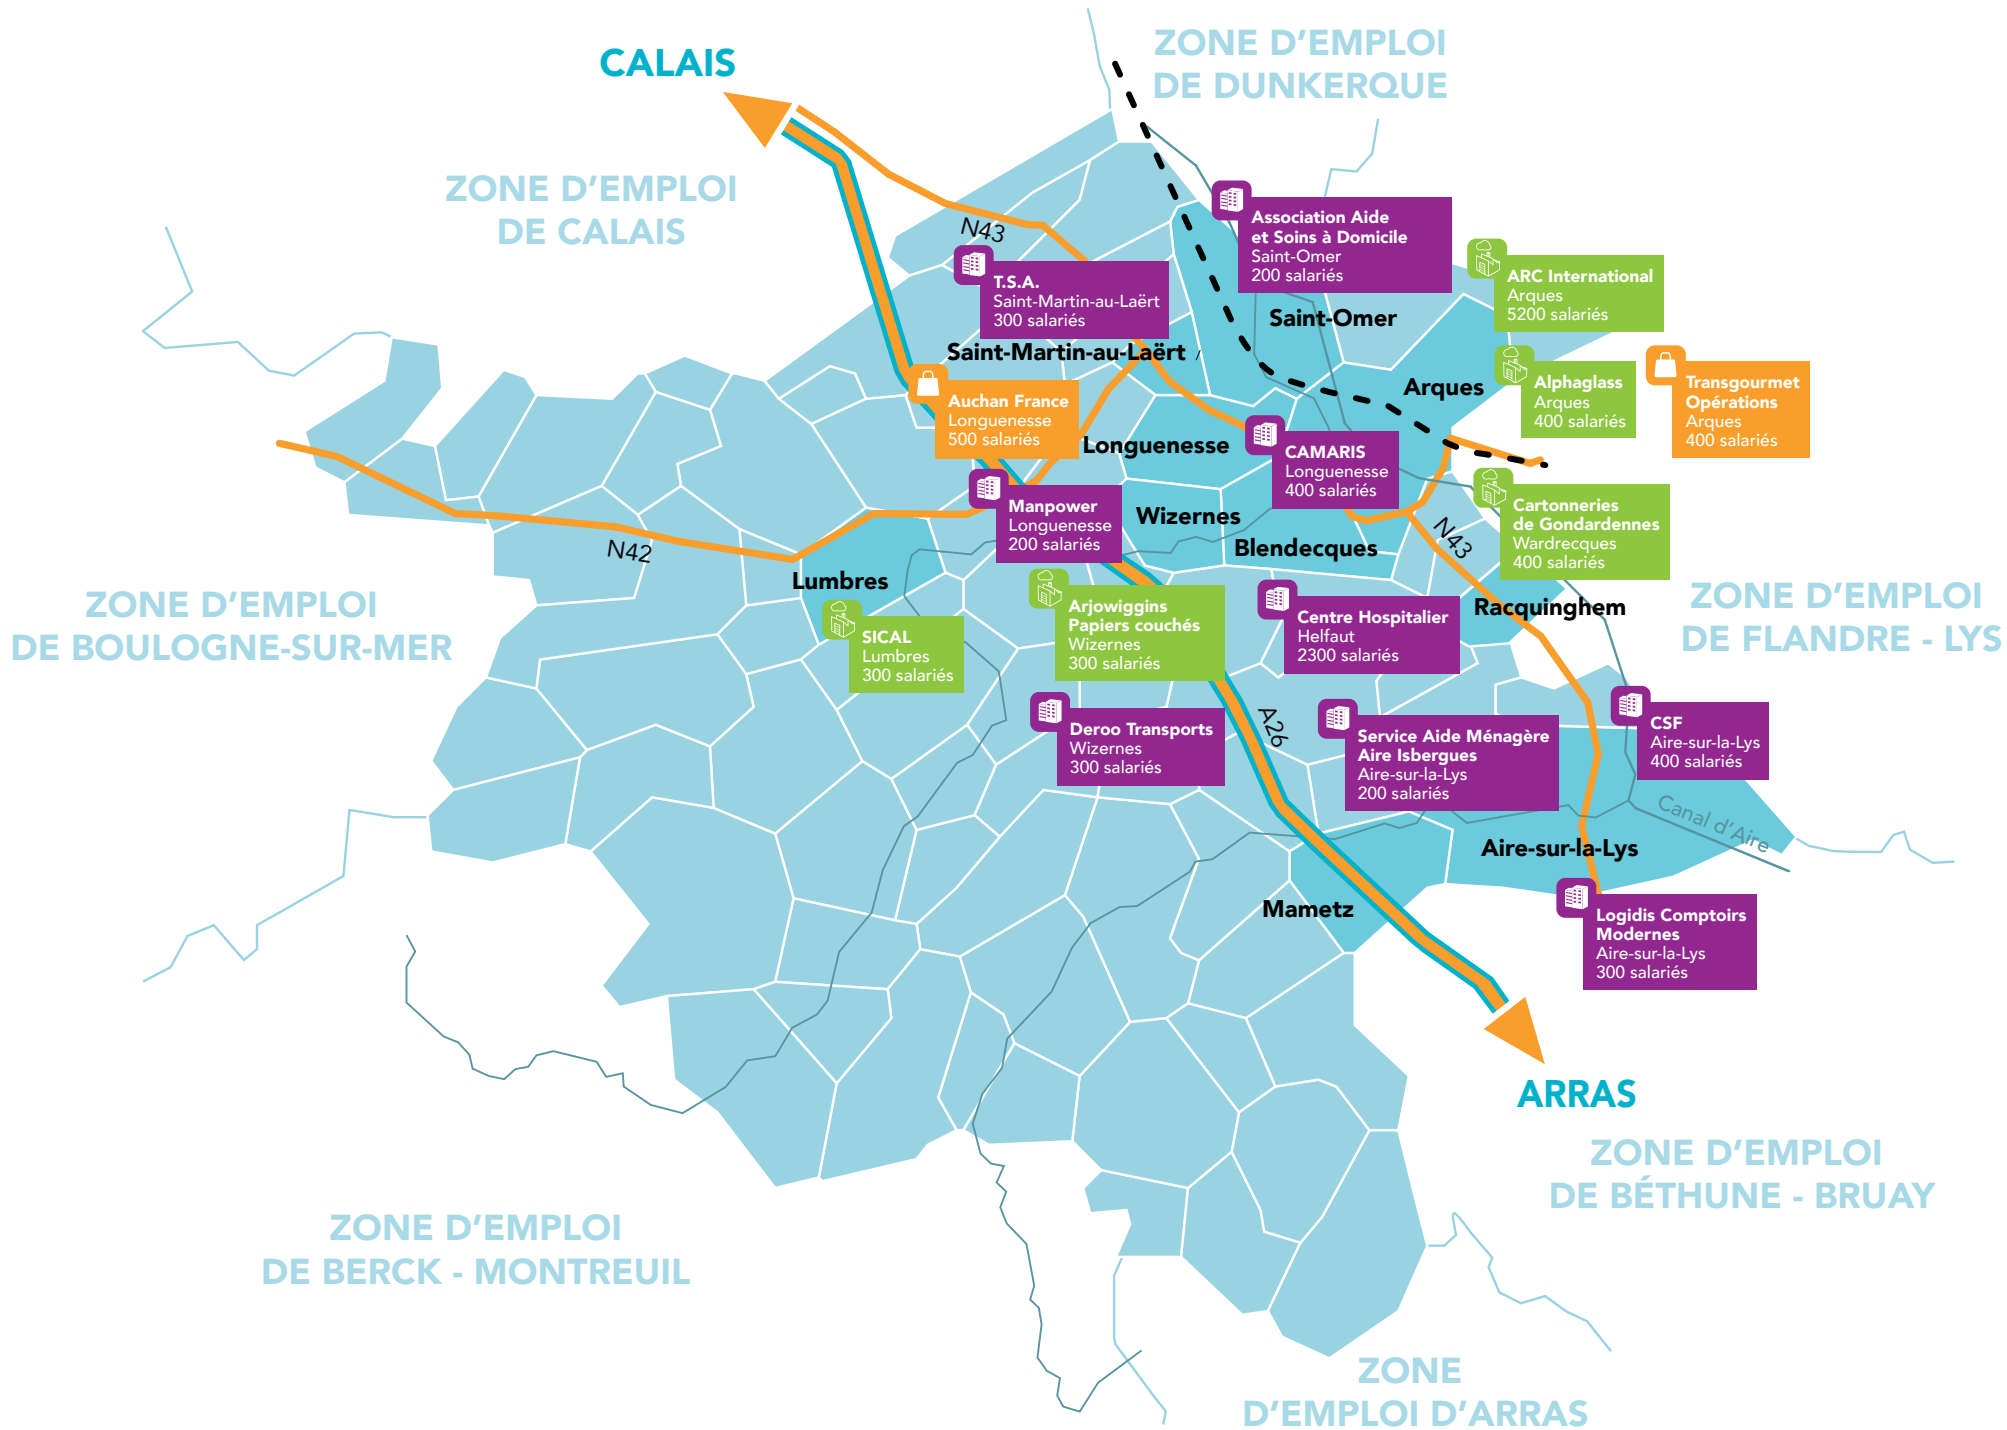 CALAIS
ZONE D’EMPLOI
DE DUNKERQUE
ZONE D’EMPLOI
DE CALAIS
N43
Association Aide
et Soins à Domicile
Saint-Omer
200 salariés
T.S.A.
Saint-Martin-au-Laërt
300 salariés
ARC International
Arques
5200 salariés
Saint-Omer
Saint-Martin-au-Laërt
Arques
Alphaglass
Arques
400 salariés
Transgourmet
Opérations
Arques
400 salariés
Auchan France
Longuenesse
500 salariés
Longuenesse
CAMARIS
Longuenesse
400 salariés
Manpower
Longuenesse
200 salariés
Wizernes
Blendecques
N43
Cartonneries
de Gondardennes
Wardrecques
400 salariés
N42
Lumbres
ZONE D’EMPLOI
DE BOULOGNE-SUR-MER
SICAL
Lumbres
300 salariés
Arjowiggins
Papiers couchés
Wizernes
300 salariés
Centre Hospitalier
Helfaut
2300 salariés
Racquinghem
ZONE D’EMPLOI
DE FLANDRE - LYS
Deroo Transports
Wizernes
300 salariés
A26
Service Aide Ménagère
Aire Isbergues
Aire-sur-la-Lys
200 salariés
CSF
Aire-sur-la-Lys
400 salariés
Canal d’Aire
Aire-sur-la-Lys
Mametz
Logidis Comptoirs
Modernes
Aire-sur-la-Lys
300 salariés
ARRAS
ZONE D’EMPLOI
DE BÉTHUNE - BRUAY
ZONE D’EMPLOI
DE BERCK - MONTREUIL
ZONE
D’EMPLOI D’ARRAS